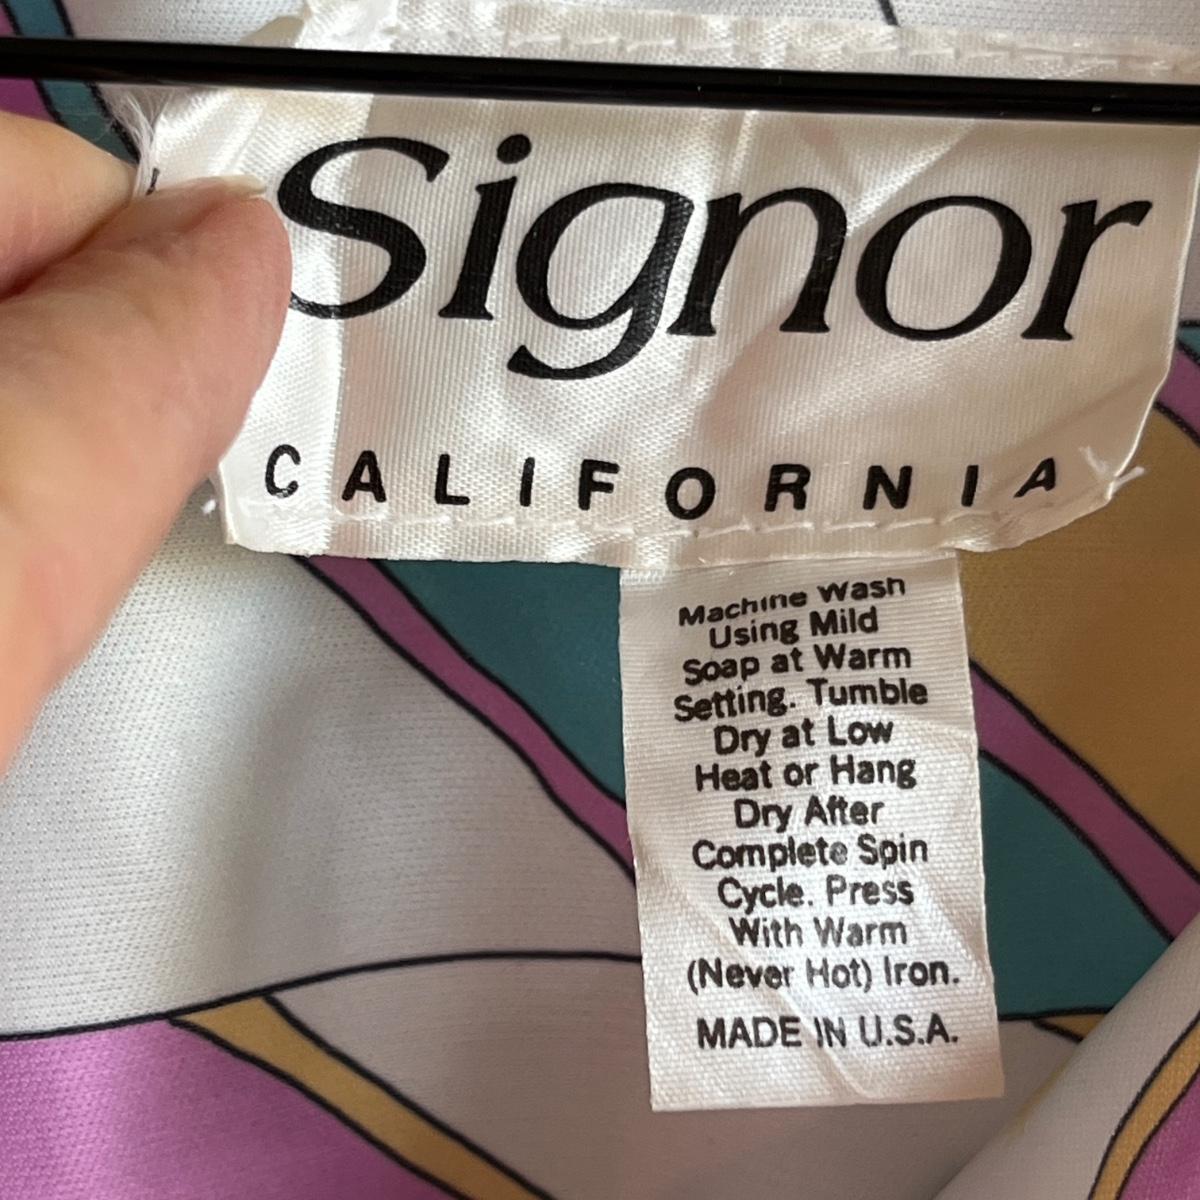 Signor
CALIFORNIA
Machine Wash
Using Mild
Soap at Warm
Setting. Tumble
Dry at Low
Heat or Hang
Dry After
Complete Spin
Cycle. Press
With Warm
(Never Hot) Iron.
MADE IN U.S.A.